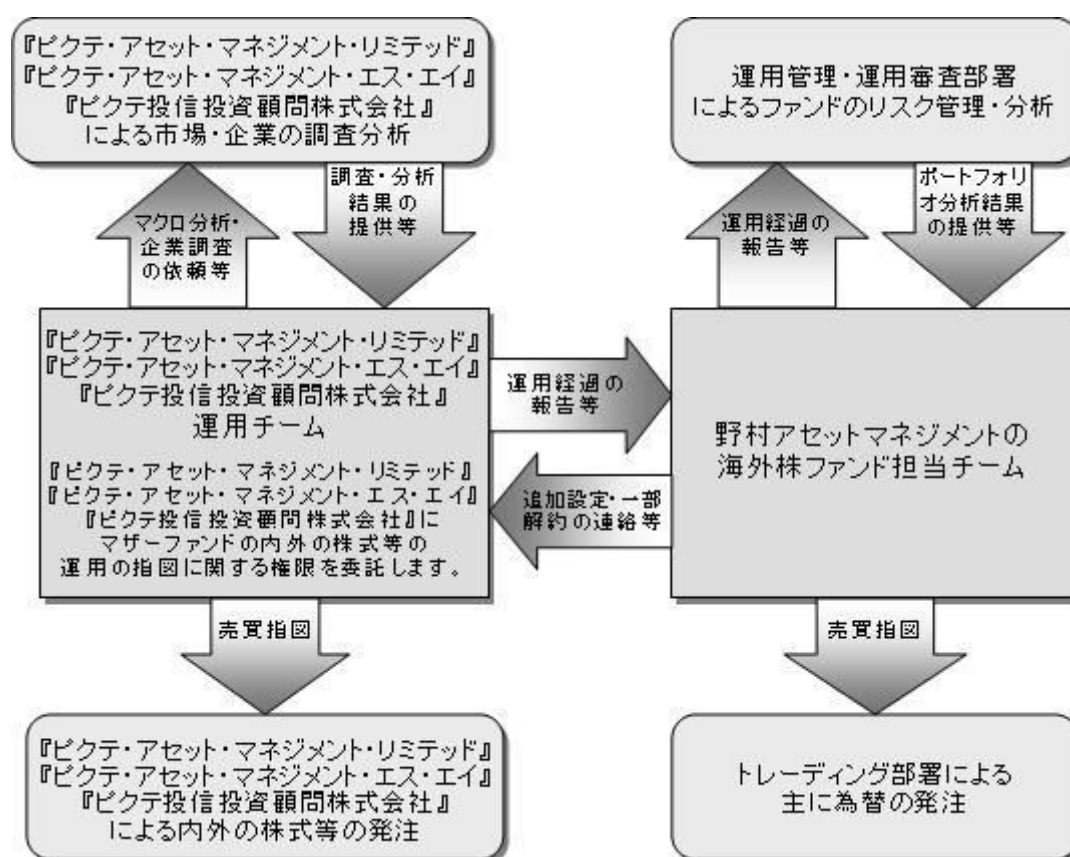 『ピクテ・アセット・マネジメント・リミテッド』
『ピクテ・アセット・マネジメント・エス・エイ』
『ピクテ投信投資顧問株式会社』
による市場・企業の調査分析
運用管理・運用審査部署
によるファンドのリスク管理・分析
マクロ分析・
企業調査
の依頼等
調査・分析
結果の
提供等
運用経過の
報告等
ポートフォリ
オ分析結果
の提供等
『ピクテ・アセット・マネジメント・リミテッド』
『ピクテ・アセット・マネジメント・エス・エイ』
『ピクテ投信投資顧問株式会社』
運用チーム
『ピクテ・アセット・マネジメント・リミテッド』
『ピクテ・アセット・マネジメント・エス・エイ』
『ピクテ投信投資顧問株式会社』に
マザーファンドの内外の株式等の
運用の指図に関する権限を委託します。
運用経過の
報告等
追加設定・一部
解約の連絡等
野村アセットマネジメントの
海外株ファンド担当チーム
売買指図
売買指図
『ピクテ・アセット・マネジメント・リミテッド』
『ピクテ・アセット・マネジメント・エス・エイ』
『ピクテ投信投資顧問株式会社』
による内外の株式等の発注
トレーディング部署による
主に為替の発注